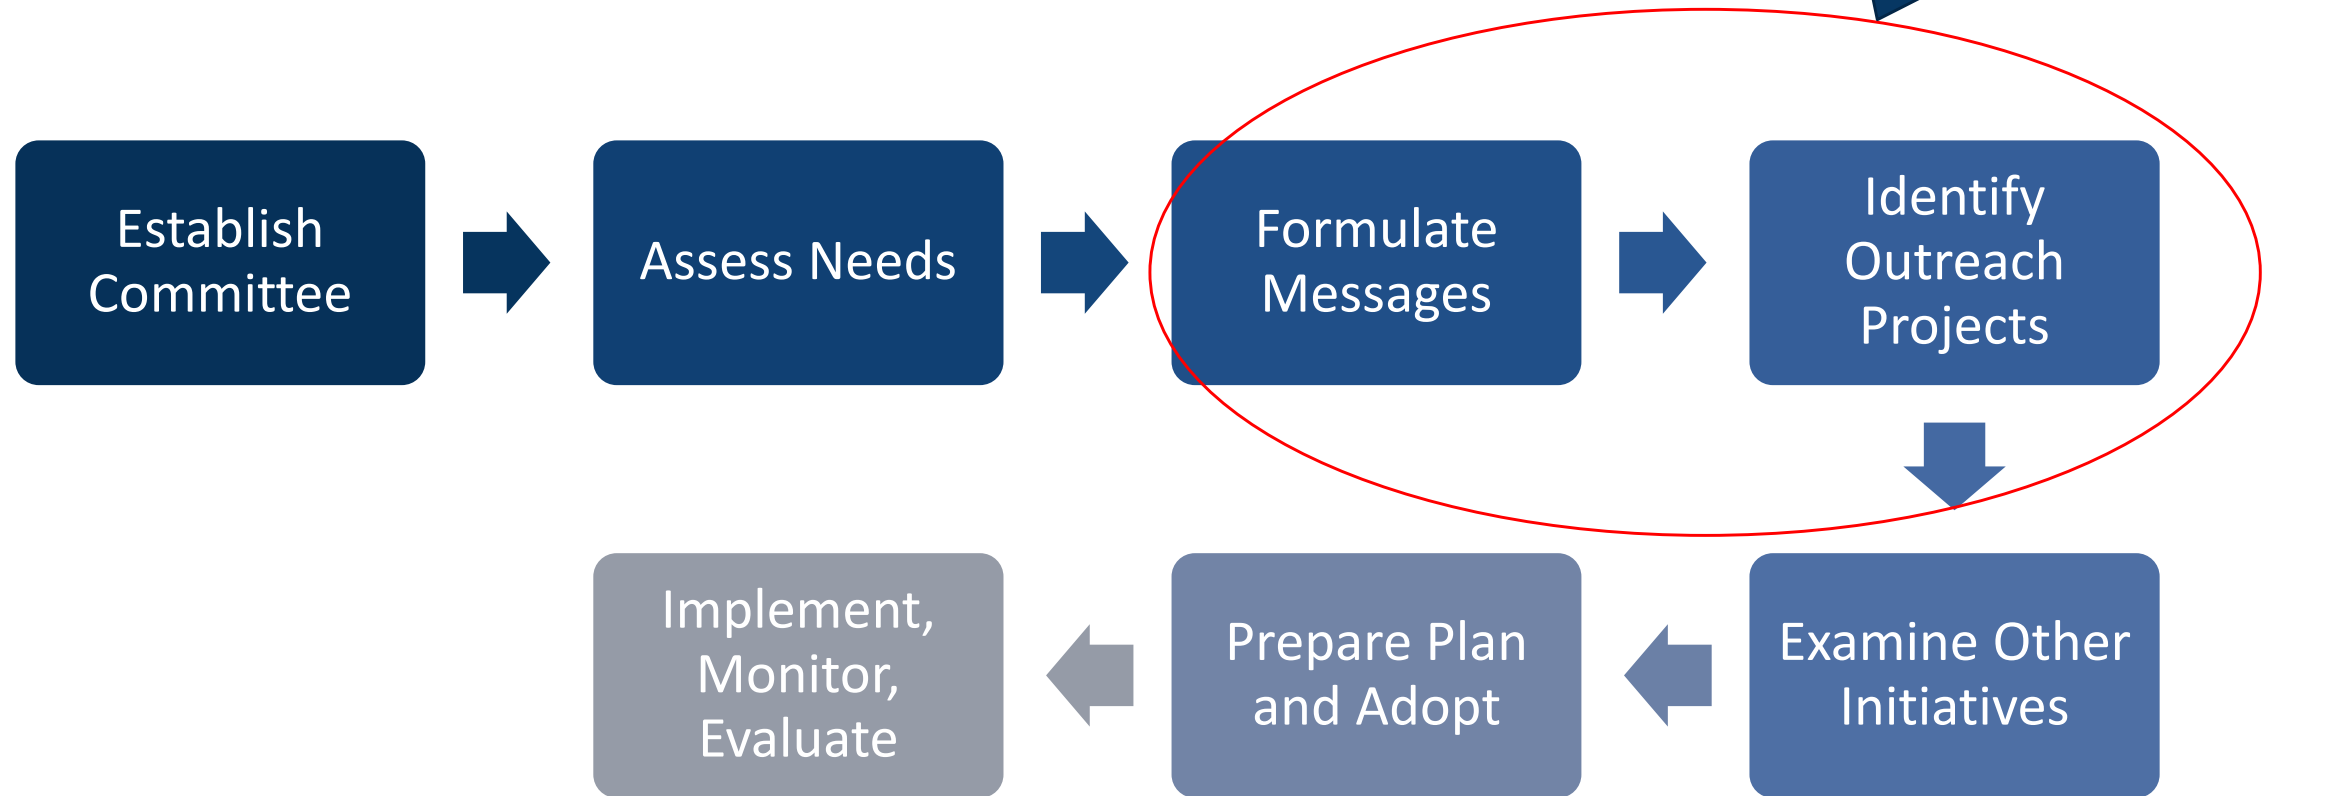 Establish
Committee
Assess Needs
Formulate
Messages
Identify
Outreach
Projects
Examine Other
Initiatives
Prepare Plan
and Adopt
Implement,
Monitor,
Evaluate